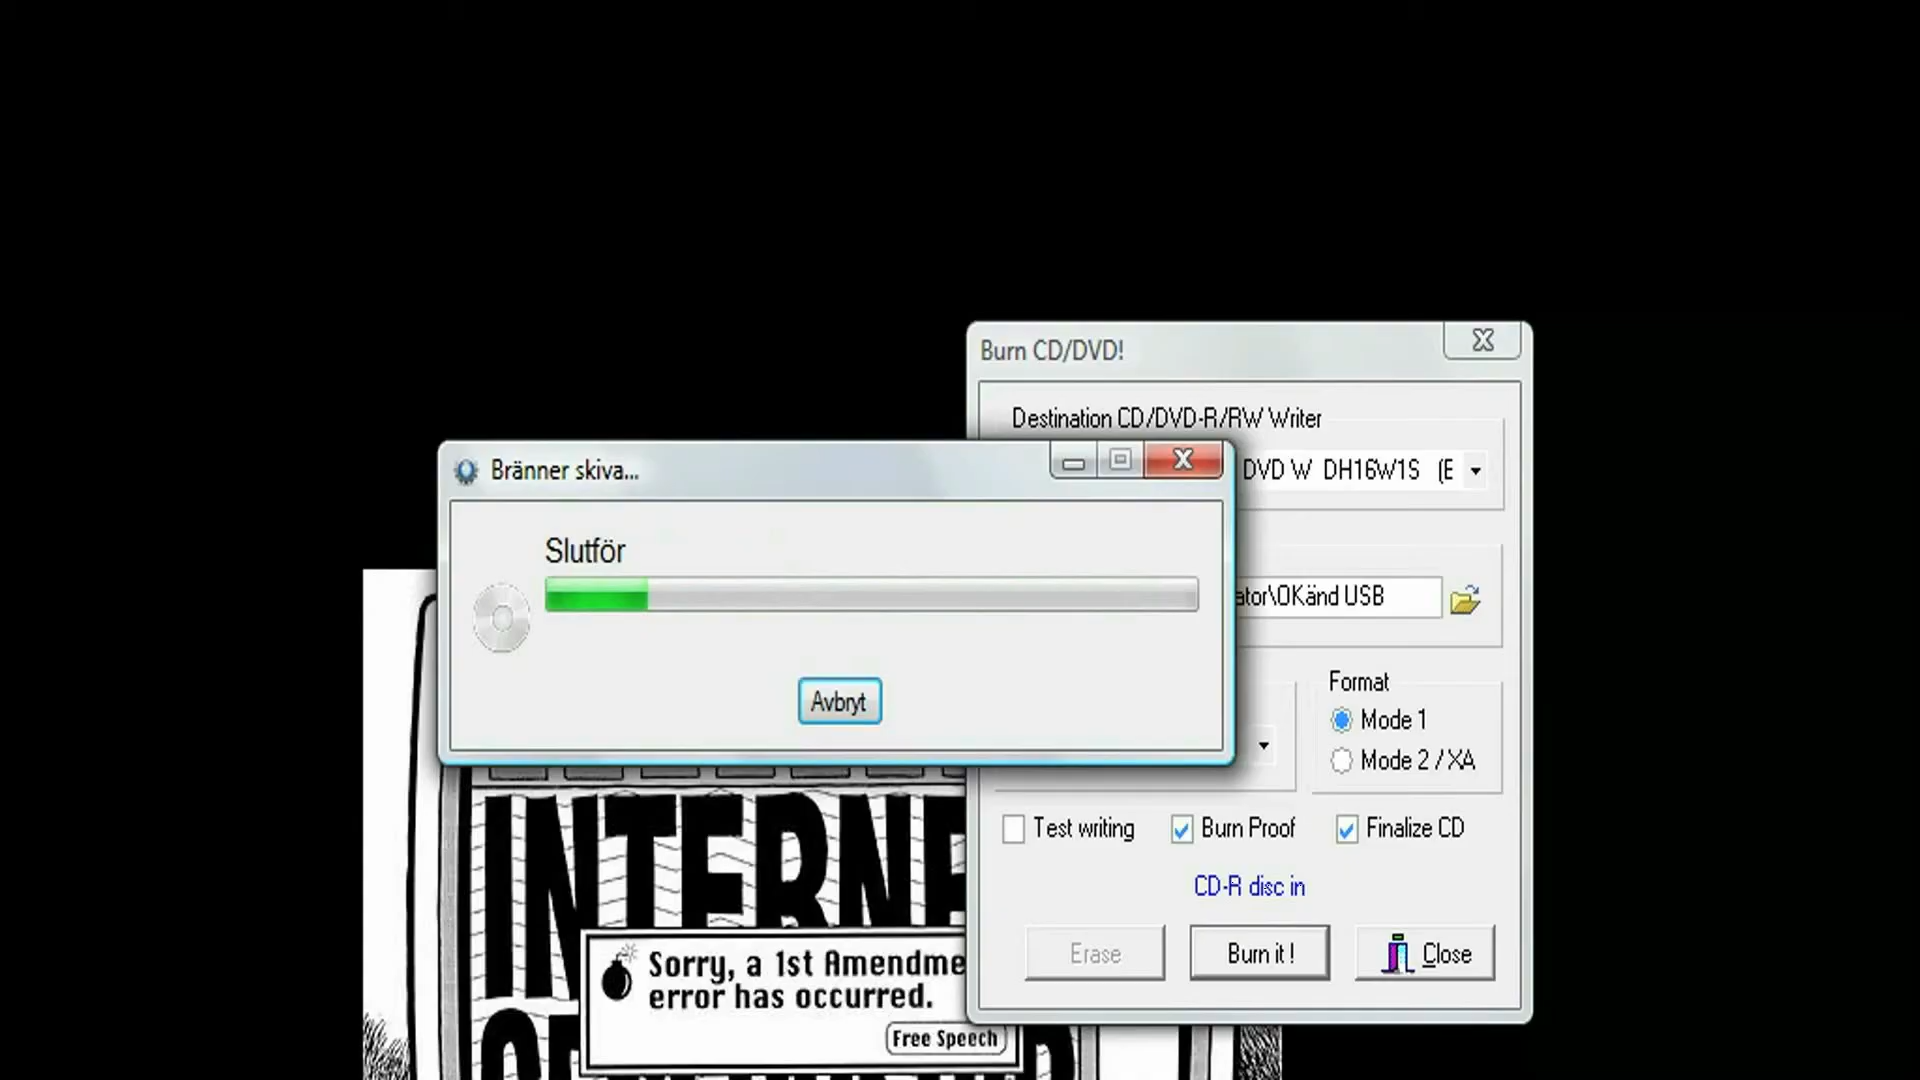 Burn CD/DVD!
Destination CD/DVD-R/RW Writer
DVD W DH16W1S (E
Bränner skiva...
Slutför
Avbryt
ator\OKänd USB
Format
Mode 1
Mode 2 / XA
Test writing
Burn Proof
Finalize CD
CD-R disc in
Erase
Burn it !
Close
INTERNE
Sorry, a 1st Amendme
error has occurred.
Free Speech